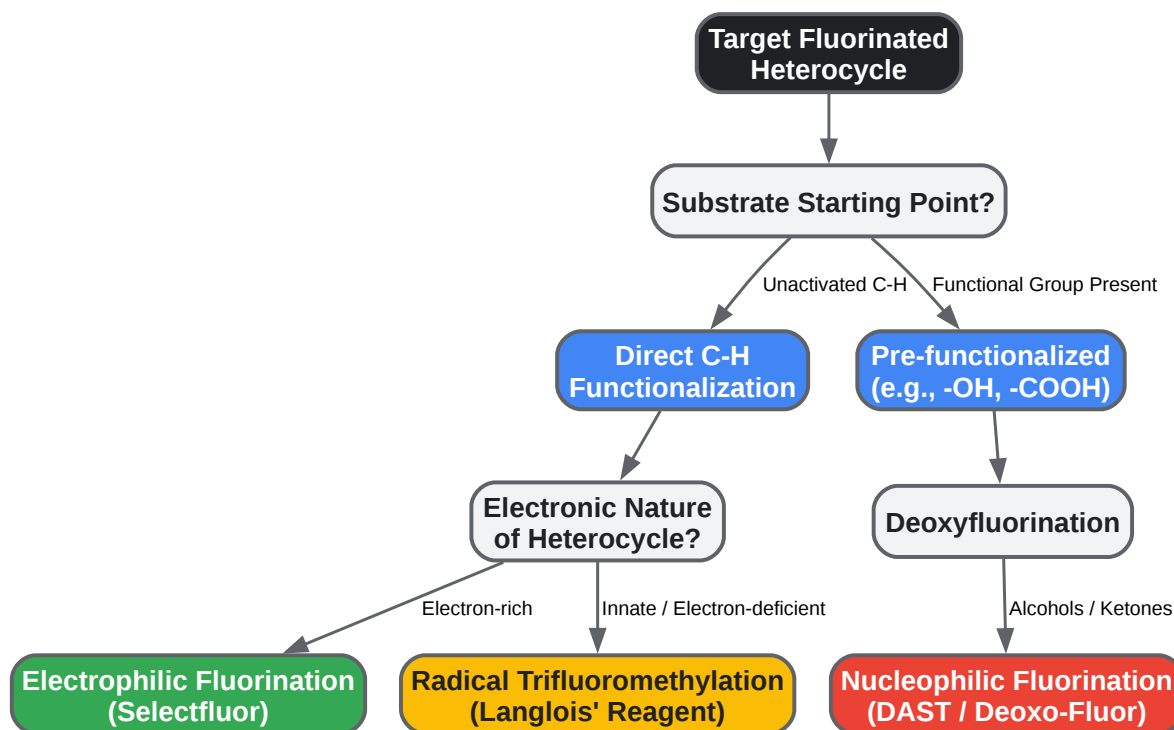 Target Fluorinated
Heterocycle
Substrate Starting Point?
Unactivated C-H
Functional Group Present
Direct C-H
Functionalization
Pre-functionalized
(e.g., -OH, -COOH)
Electronic Nature
of Heterocycle?
Deoxyfluorination
Electron-rich
Innate / Electron-deficient
Alcohols / Ketones
Electrophilic Fluorination
(Selectfluor)
Radical Trifluoromethylation
(Langlois' Reagent)
Nucleophilic Fluorination
(DAST / Deoxo-Fluor)